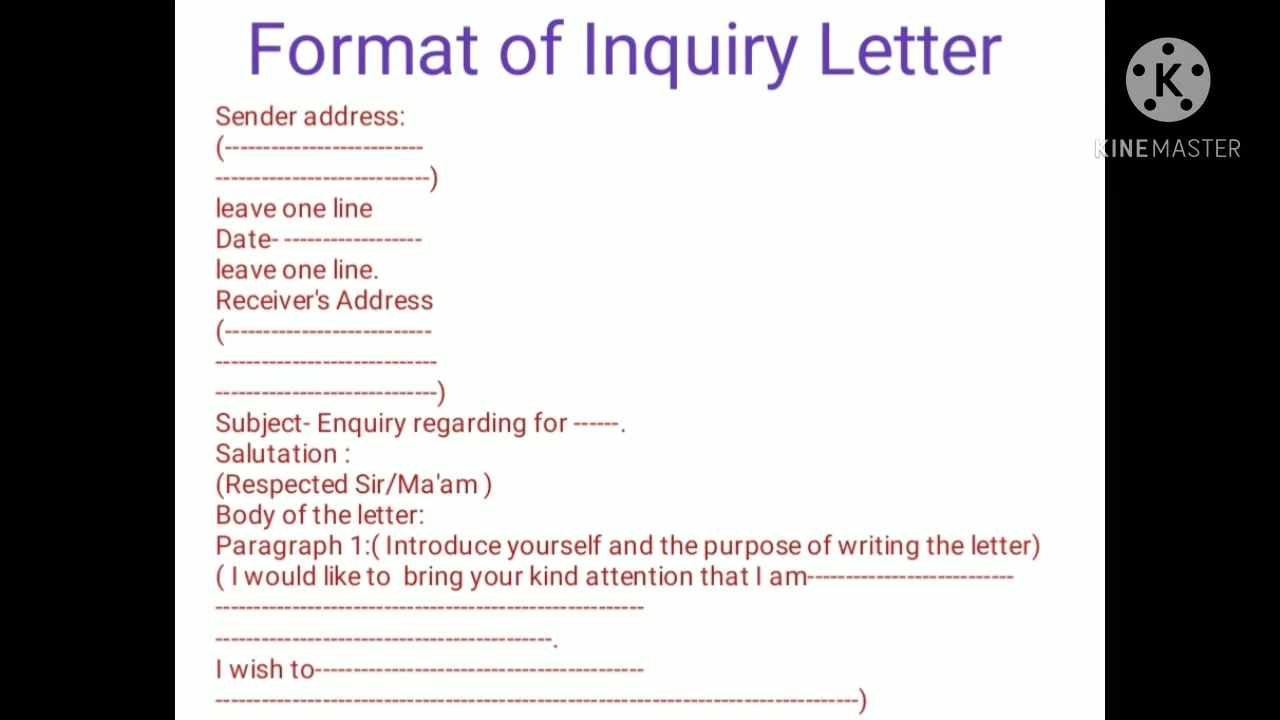 Format of Inquiry Letter
K
KINEMASTER
Sender address:
(--------------------------
----------------------------)
leave one line
Date- ------------------
leave one line.
Receiver's Address
(---------------------------
-----------------------------
-----------------------------)
Subject- Enquiry regarding for ------.
Salutation :
(Respected Sir/Ma'am )
Body of the letter:
Paragraph 1:( Introduce yourself and the purpose of writing the letter)
( I would like to  bring your kind attention that I am---------------------------
--------------------------------------------------------
--------------------------------------------.
I wish to-------------------------------------------
------------------------------------------------------------------------------------)